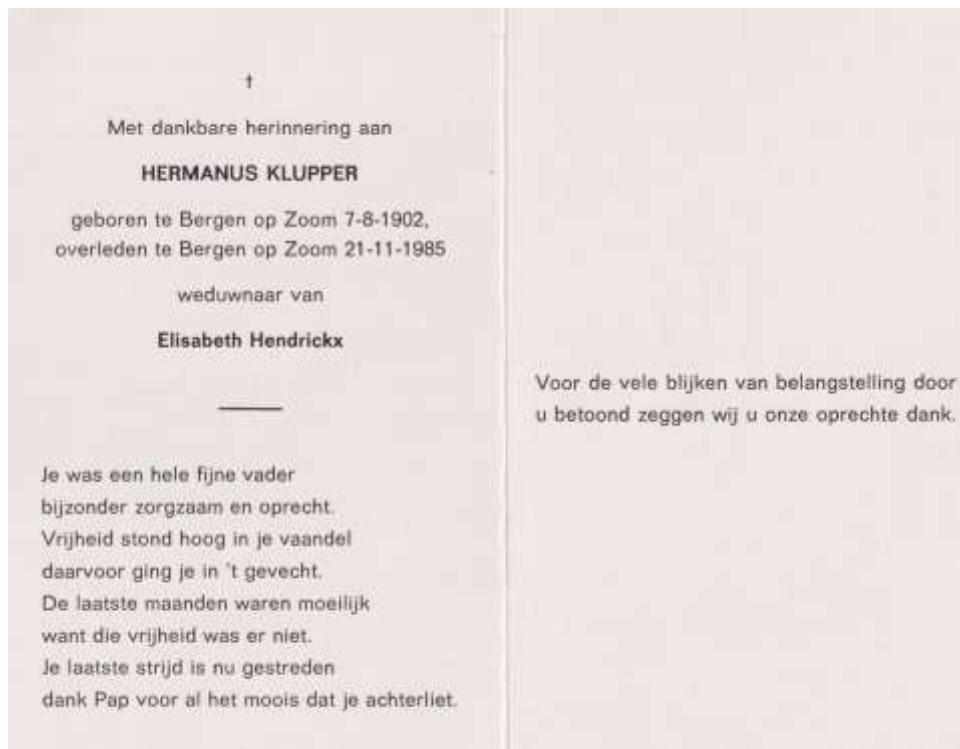 †
Met dankbare herinnering aan
HERMANUS KLUPPER
geboren te Bergen op Zoom 7-8-1902,
overleden te Bergen op Zoom 21-11-1985
weduwnaar van
Elisabeth Hendrickx
Je was een hele fijne vader
bijzonder zorgzaam en oprecht.
Vrijheid stond hoog in je vaandel
daarvoor ging je in 't gevecht.
De laatste maanden waren moeilijk
want die vrijheid was er niet.
Je laatste strijd is nu gestreden
dank Pap voor al het moois dat je achterliet.
Voor de vele blijken van belangstelling door
u betoond zeggen wij u onze oprechte dank.